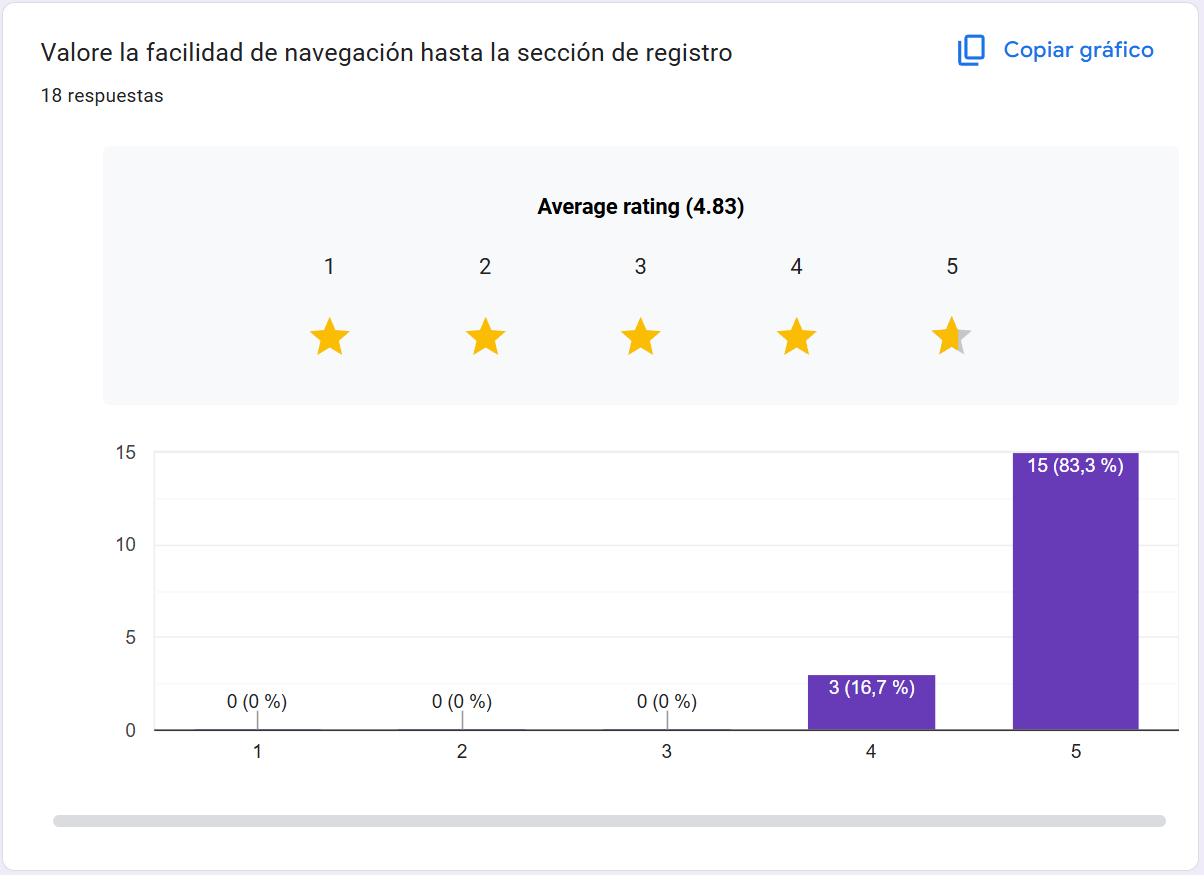 Valore la facilidad de navegación hasta la sección de registro
Copiar gráfico
18 respuestas
Average rating (4.83)
1 2 3 4 5
15
15 (83,3 %)
10
5
3 (16,7 %)
0 (0 %) 0 (0 %) 0 (0 %)
0
1 2 3 4 5